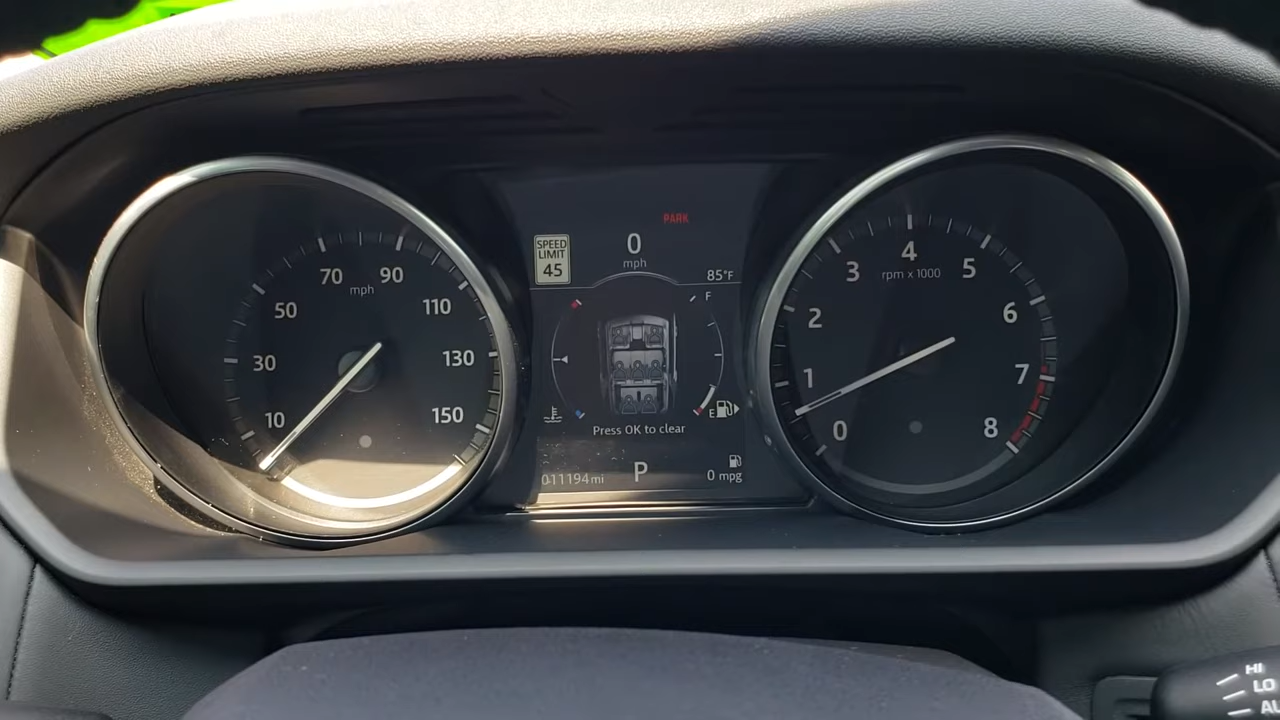 PARK
SPEED
LIMIT
45
0
mph
85°F
10
30
50
70
90
110
130
150
mph
0
1
2
3
4
5
6
7
8
rpm x 1000
F
E
Press OK to clear
011194mi
P
0 mpg
HI
LO